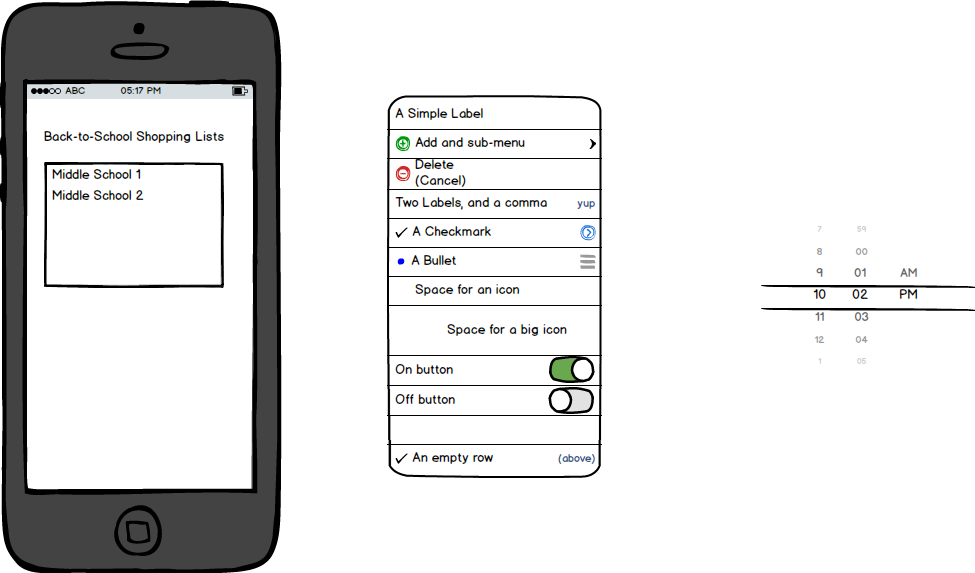 ABC 05:17 PM
Back-to-School Shopping Lists
Middle School 1
Middle School 2
A Simple Label
Add and sub-menu
Delete
(Cancel)
Two Labels, and a comma yup
A Checkmark
A Bullet
Space for an icon
Space for a big icon
On button
Off button
An empty row (above)
7 59
8 00
9 01 AM
10 02 PM
11 03
12 04
1 05